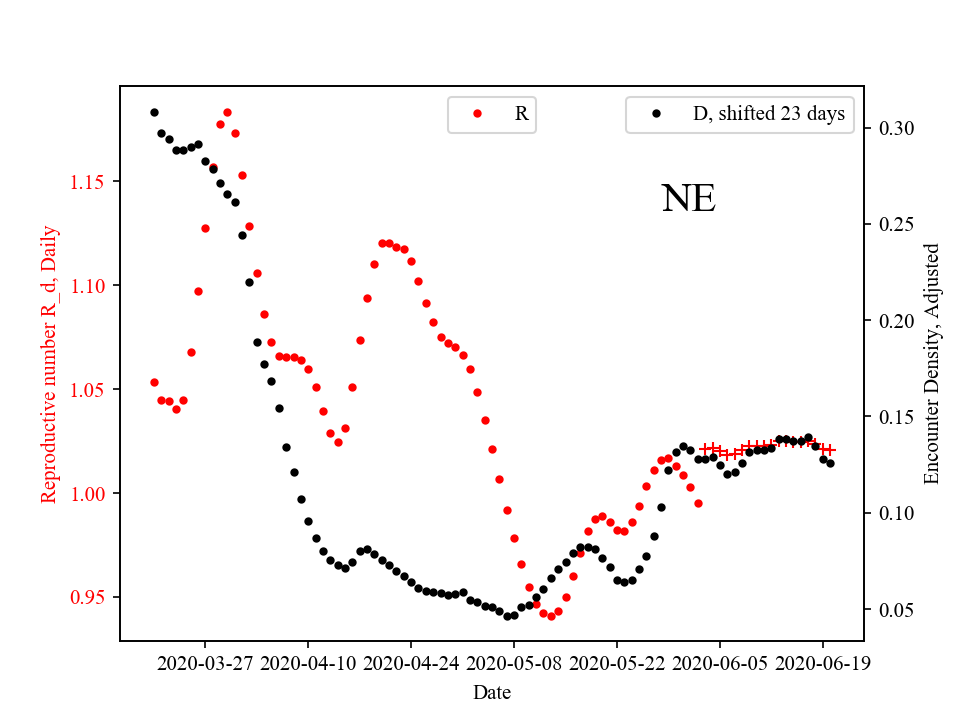 R
D, shifted 23 days
NE
Reproductive number R_d, Daily
1.15
1.10
1.05
1.00
0.95
0.30
0.25
0.20
0.15
0.10
0.05
Encounter Density, Adjusted
2020-03-27 2020-04-10 2020-04-24 2020-05-08 2020-05-22 2020-06-05 2020-06-19
Date